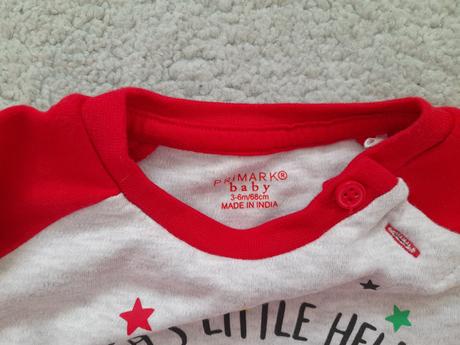 PRIMARK®
baby
3-6m/68cm
MADE IN INDIA
LITTLE